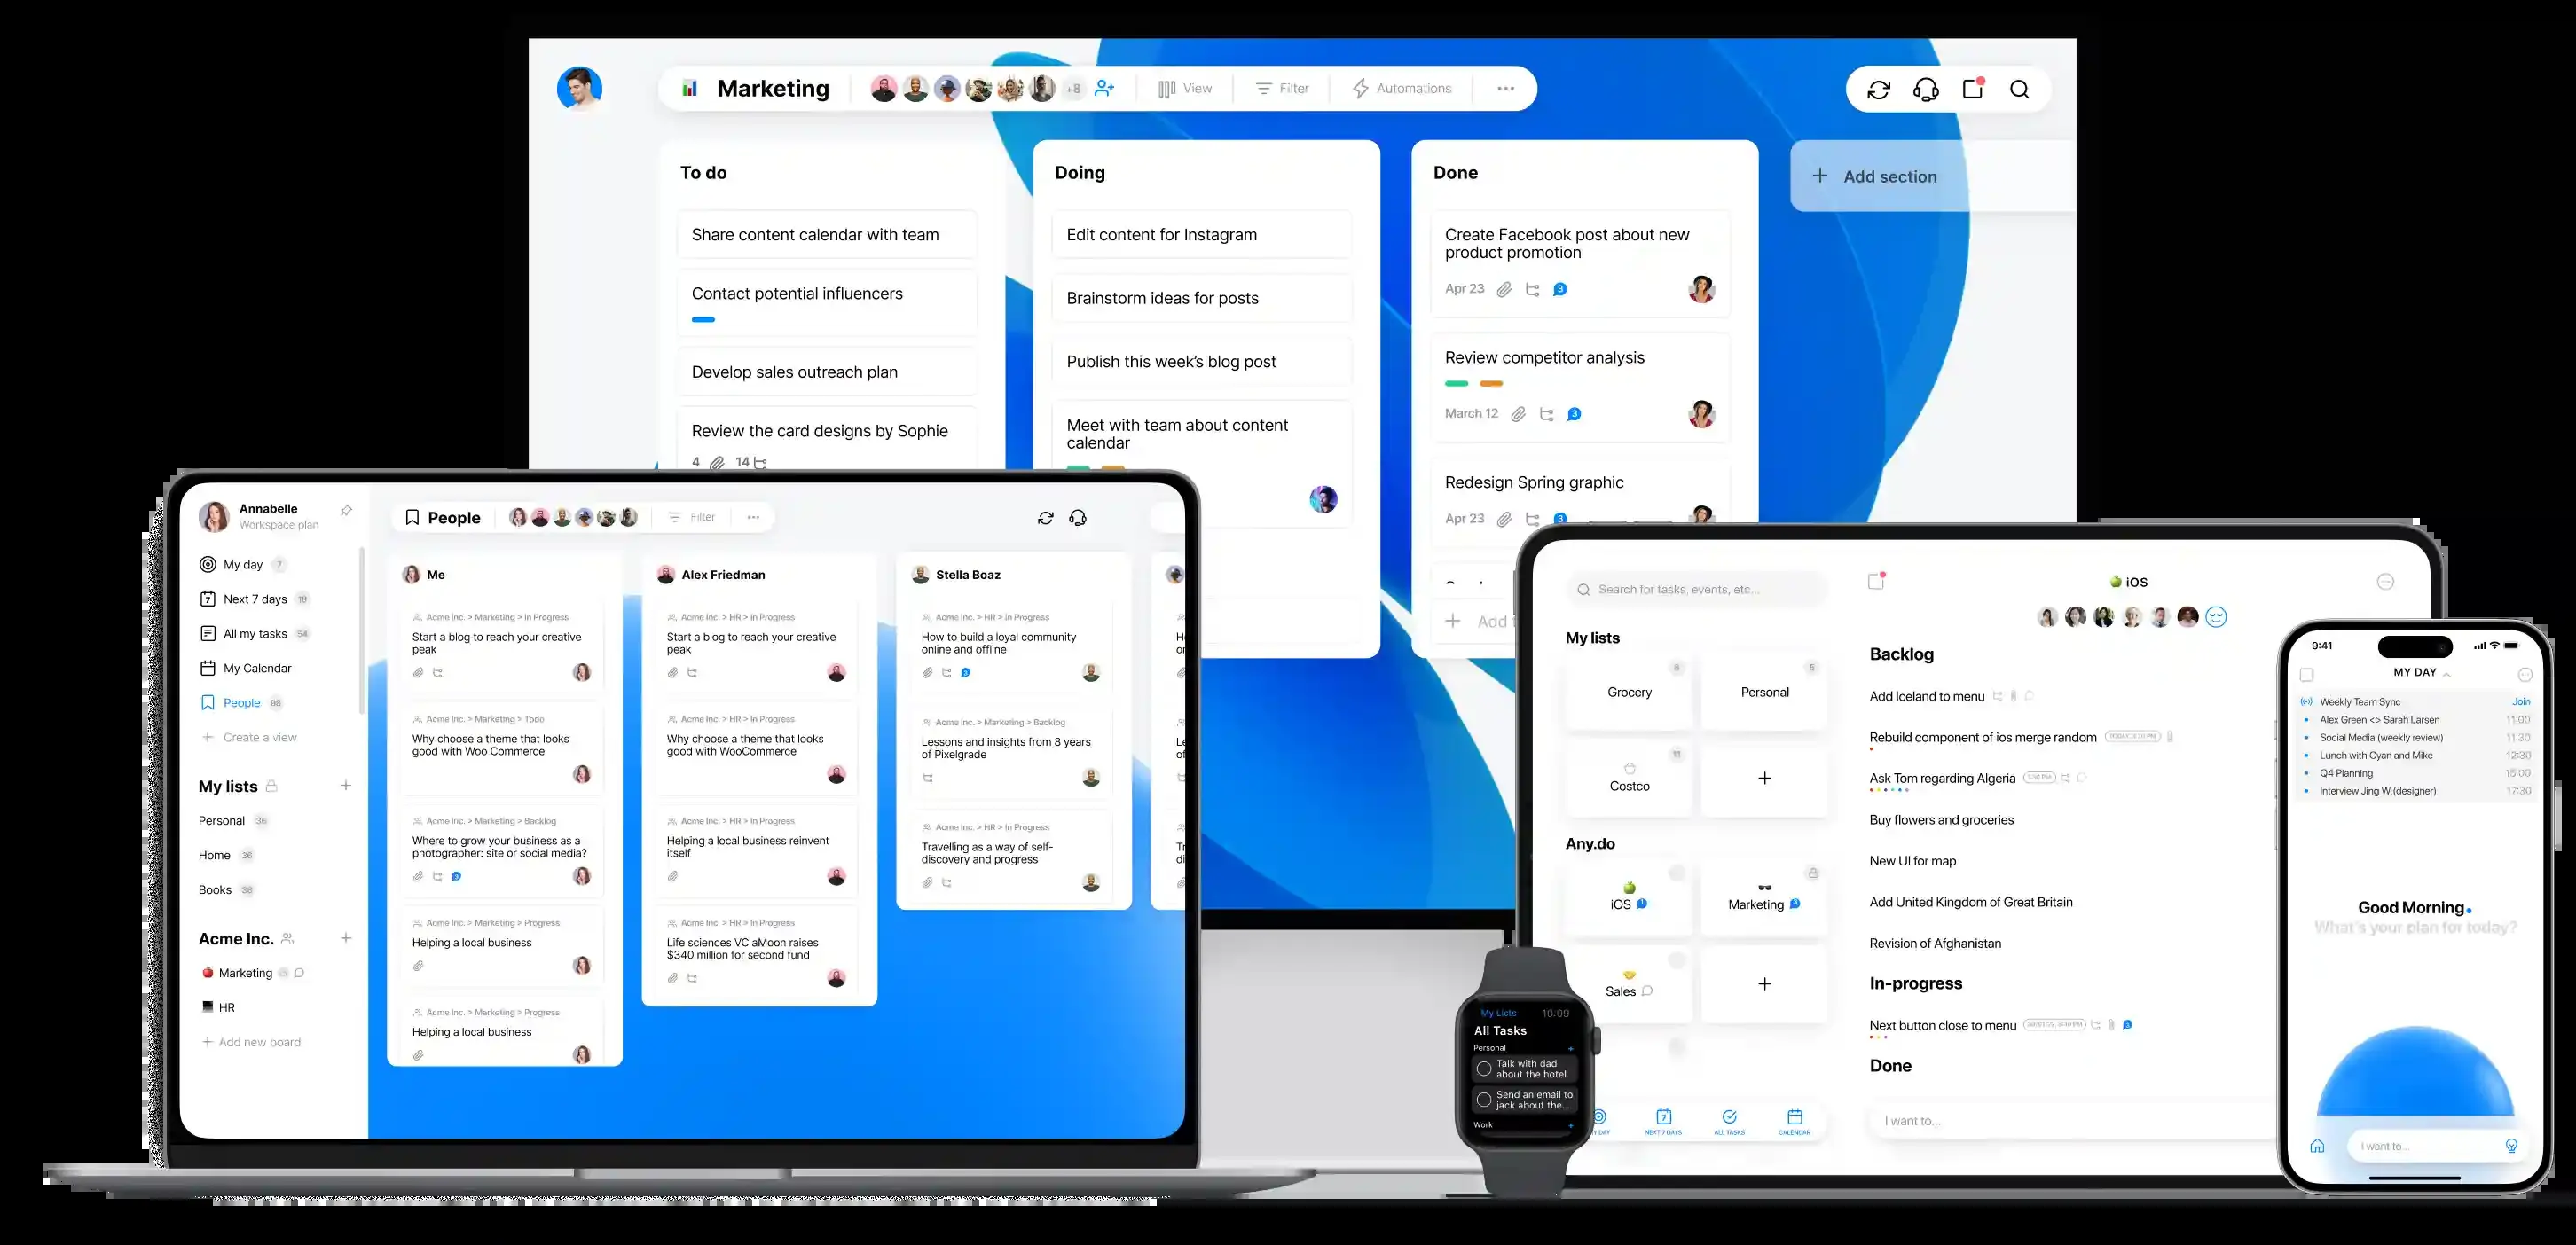 Marketing
+8
View
Filter
Automations
To do
Share content calendar with team
Contact potential influencers
Develop sales outreach plan
Review the card designs by Sophie
4
14
Doing
Edit content for Instagram
Brainstorm ideas for posts
Publish this week's blog post
Meet with team about content
calendar
Done
Create Facebook post about new
product promotion
Apr 23
3
Review competitor analysis
March 12
3
Redesign Spring graphic
Apr 23
3
+ Add
+ Add section
Annabelle
Workspace plan
My day 7
Next 7 days 18
All my tasks 54
My Calendar
People 98
+ Create a view
My lists +
Personal 36
Home 36
Books 36
Acme Inc. +
Marketing
HR
+ Add new board
People
Filter
Me
Acme Inc. > Marketing > In Progress
Start a blog to reach your creative
peak
Acme Inc. > Marketing > Todo
Why choose a theme that looks
good with Woo Commerce
Acme Inc. > Marketing > Backlog
Where to grow your business as a
photographer: site or social media?
Acme Inc. > Marketing > Progress
Helping a local business
Acme Inc. > Marketing > Progress
Helping a local business
Alex Friedman
Acme Inc. > HR > In Progress
Start a blog to reach your creative
peak
Acme Inc. > HR > In Progress
Why choose a theme that looks
good with WooCommerce
Acme Inc. > HR > In Progress
Helping a local business reinvent
itself
Acme Inc. > HR > In Progress
Life sciences VC aMoon raises
$340 million for second fund
Stella Boaz
Acme Inc. > HR > In Progress
How to build a loyal community
online and offline
Acme Inc. > Marketing > Backlog
Lessons and insights from 8 years
of Pixelgrade
Acme Inc. > HR > In Progress
Travelling as a way of self-
discovery and progress
Search for tasks, events, etc...
My lists
8
Grocery
5
Personal
11
Costco
+
Any.do
iOS
Marketing
Sales
+
NEXT 7 DAYS
ALL TASKS
CALENDAR
iOS
Backlog
Add Iceland to menu
Rebuild component of ios merge random
Ask Tom regarding Algeria
Buy flowers and groceries
New UI for map
Add United Kingdom of Great Britain
Revision of Afghanistan
In-progress
Next button close to menu
Done
I want to...
My Lists 10:09
All Tasks
Personal +
Talk with dad
about the hotel
Send an email to
jack about the...
Work +
9:41
MY DAY
Weekly Team Sync Join
Alex Green <> Sarah Larsen 11:00
Social Media (weekly review) 11:30
Lunch with Cyan and Mike 12:30
Q4 Planning 15:00
Interview Jing W.(designer) 17:30
Good Morning.
What's your plan for today?
I want to...